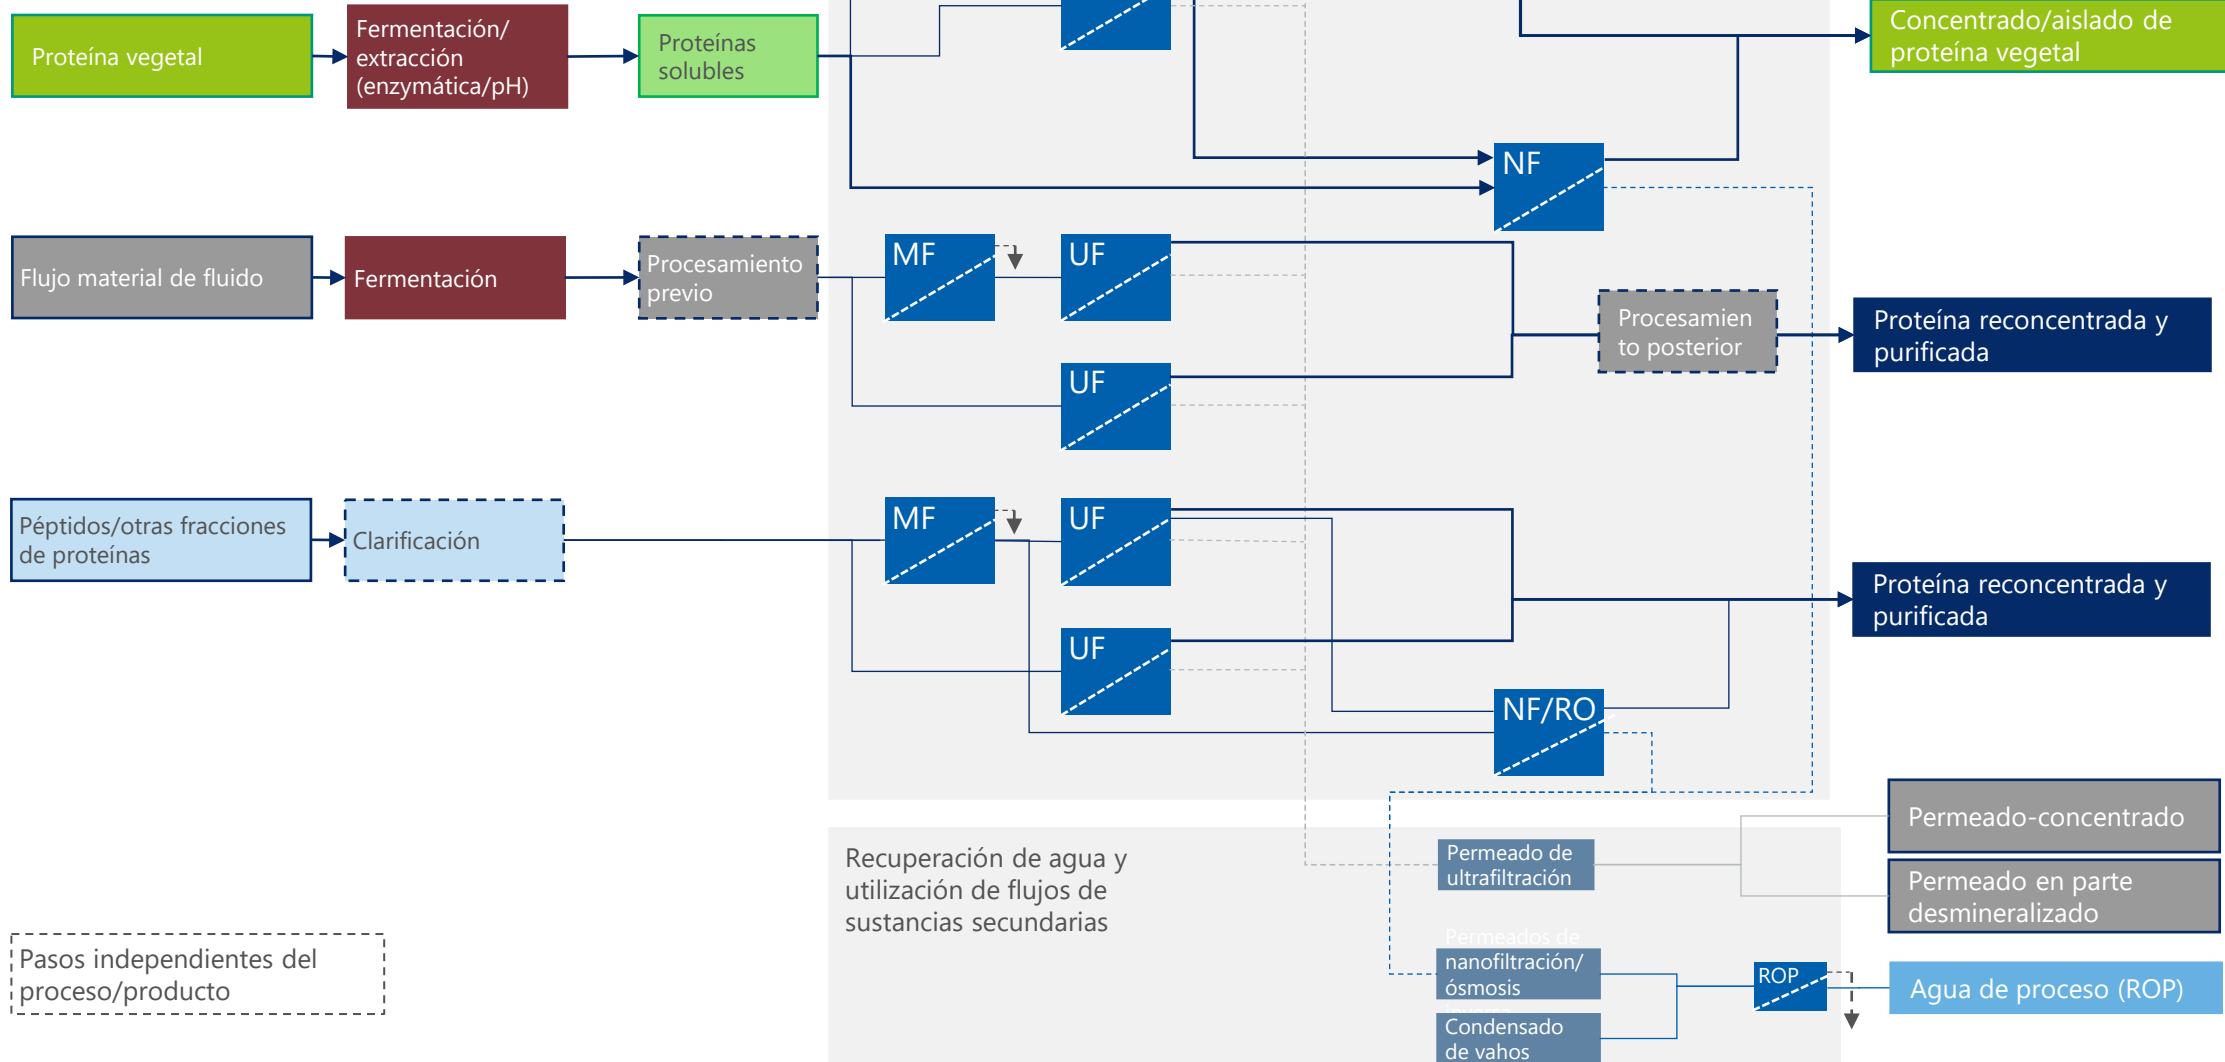 Proteína vegetal
Fermentación/
extracción
(enzymática/pH)
Proteínas
solubles
Concentrado/aislado de
proteína vegetal
NF
Flujo material de fluido
Fermentación
Procesamiento
previo
MF
UF
UF
Procesamien
to posterior
Proteína reconcentrada y
purificada
Péptidos/otras fracciones
de proteínas
Clarificación
MF
UF
UF
NF/RO
Proteína reconcentrada y
purificada
Recuperación de agua y
utilización de flujos de
sustancias secundarias
Permeado de
ultrafiltración
Permeado-concentrado
Permeado en parte
desmineralizado
Permeados de
nanofiltración/
ósmosis
inversa
Condensado
de vahos
ROP
Agua de proceso (ROP)
Pasos independientes del
proceso/producto